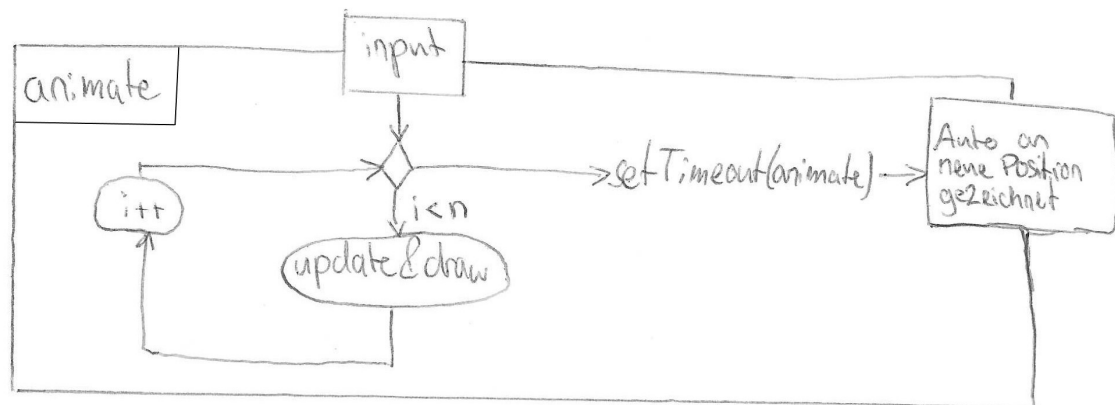 input
animate
Auto an
neue Position
gezeichnet
setTimeout(animate)
i++
i<n
update&draw